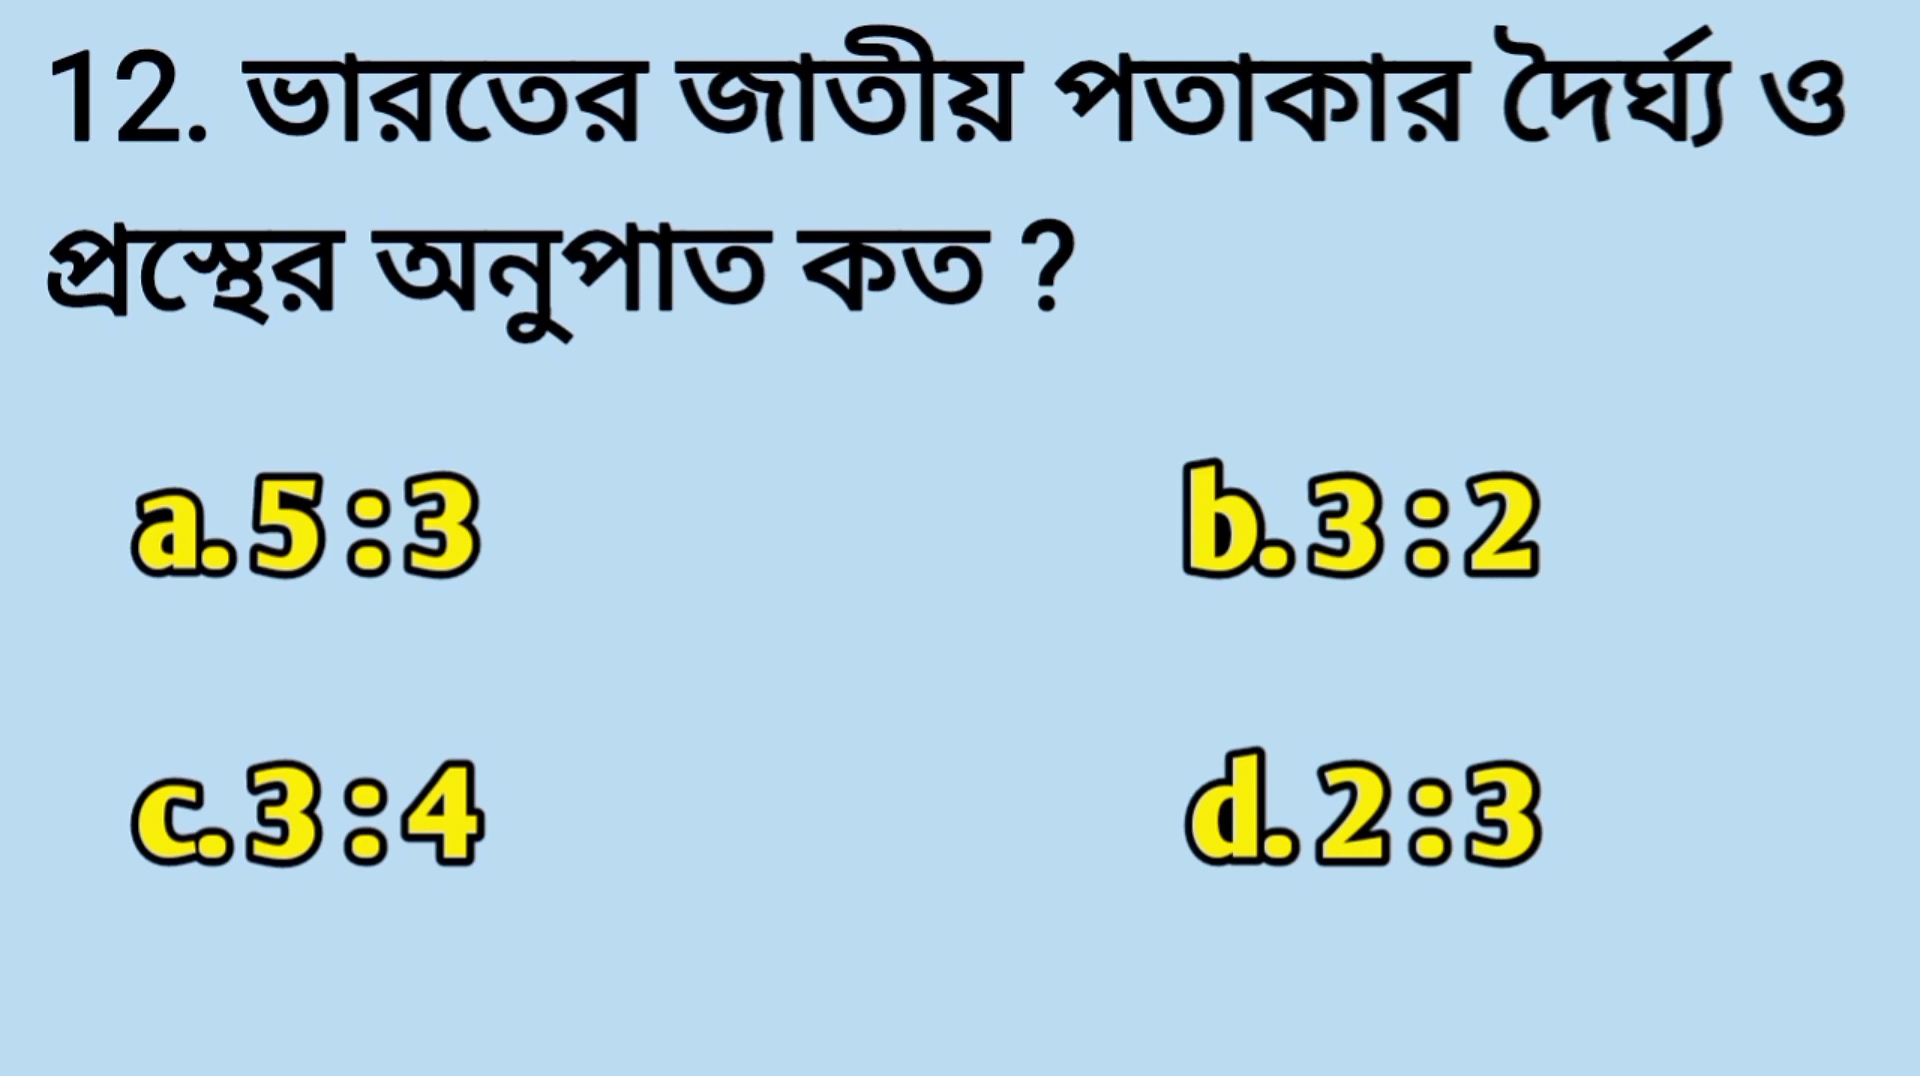 12. ভারতের জাতীয় পতাকার দৈর্ঘ্য ও
প্রস্থের অনুপাত কত ?
a.5:3
b.3:2
c.3:4
d.2:3